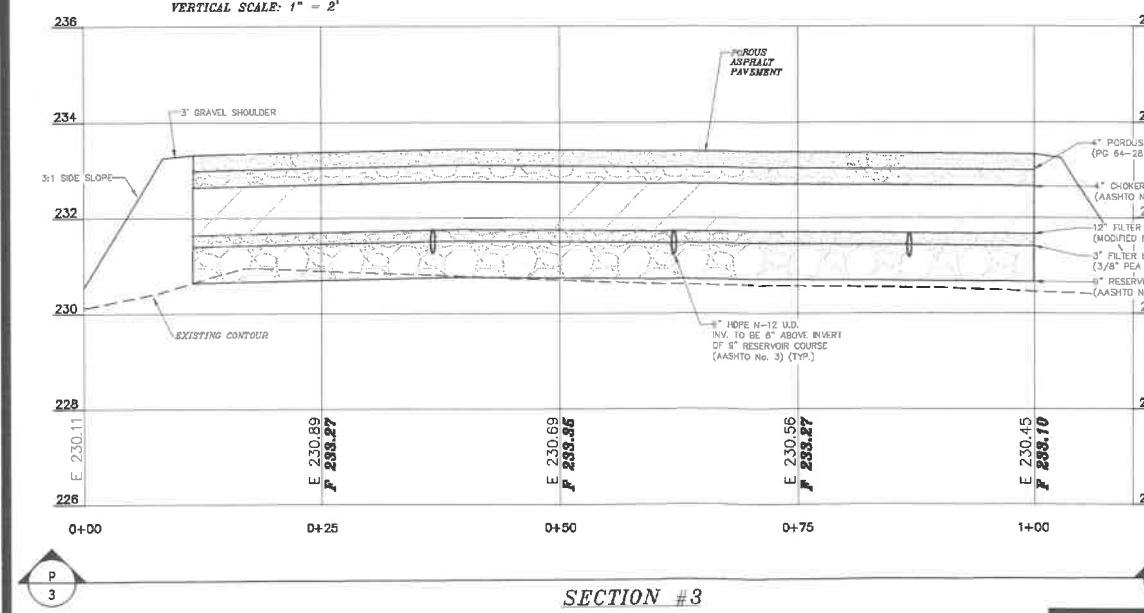 VERTICAL SCALE: 1" = 2'
236
POROUS
ASPHALT
PAVEMENT
234
3' GRAVEL SHOULDER
4" POROUS
(PG 64-28
3:1 SIDE SLOPE
4" CHOKER
(AASHTO N
232
12" FILTER
(MODIFIED
3" FILTER
(3/8" PEA
RESERV
(AASHTO N
230
EXISTING CONTOUR
HDPE N-12 U.D.
INV. TO BE 6" ABOVE INVERT
OF 9" RESERVOIR COURSE
(AASHTO No. 3) (TYP.)
228
E 230.11
E 230.89
F 233.27
E 230.69
F 233.35
E 230.56
F 233.27
E 230.45
F 233.10
226
0+00
0+25
0+50
0+75
1+00
P
3
SECTION #3